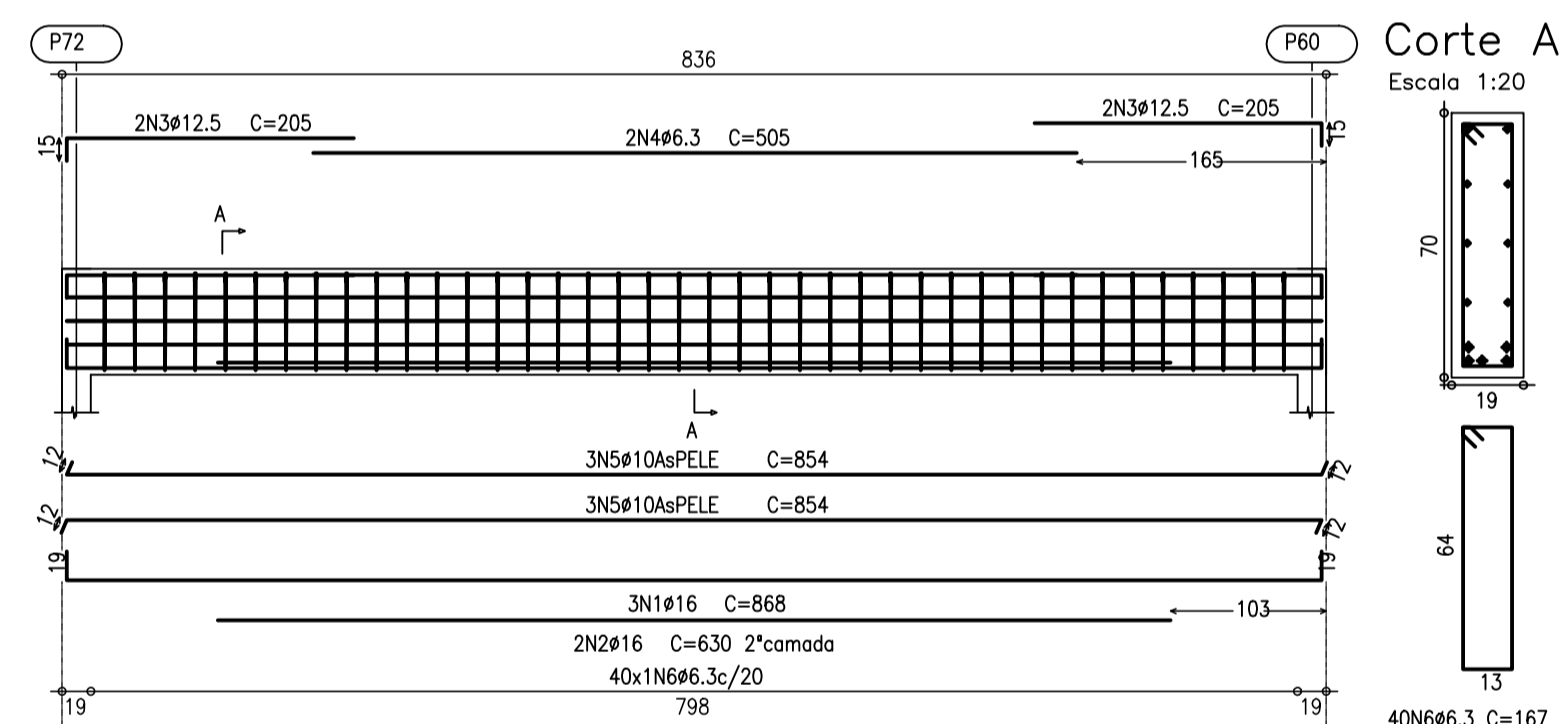 P72
P60
Corte A
836
Escala 1:20
2N3ø12.5 C=205
2N3ø12.5 C=205
15
2N4ø6.3 C=505
15
165
A
70
A
19
12
3N5ø10AsPELE C=854
12
12
3N5ø10AsPELE C=854
12
19
19
64
3N1ø16 C=868
103
2N2ø16 C=630 2ªcamada
40x1N6ø6.3c/20
13
19
798
19
40N6ø6.3 C=167